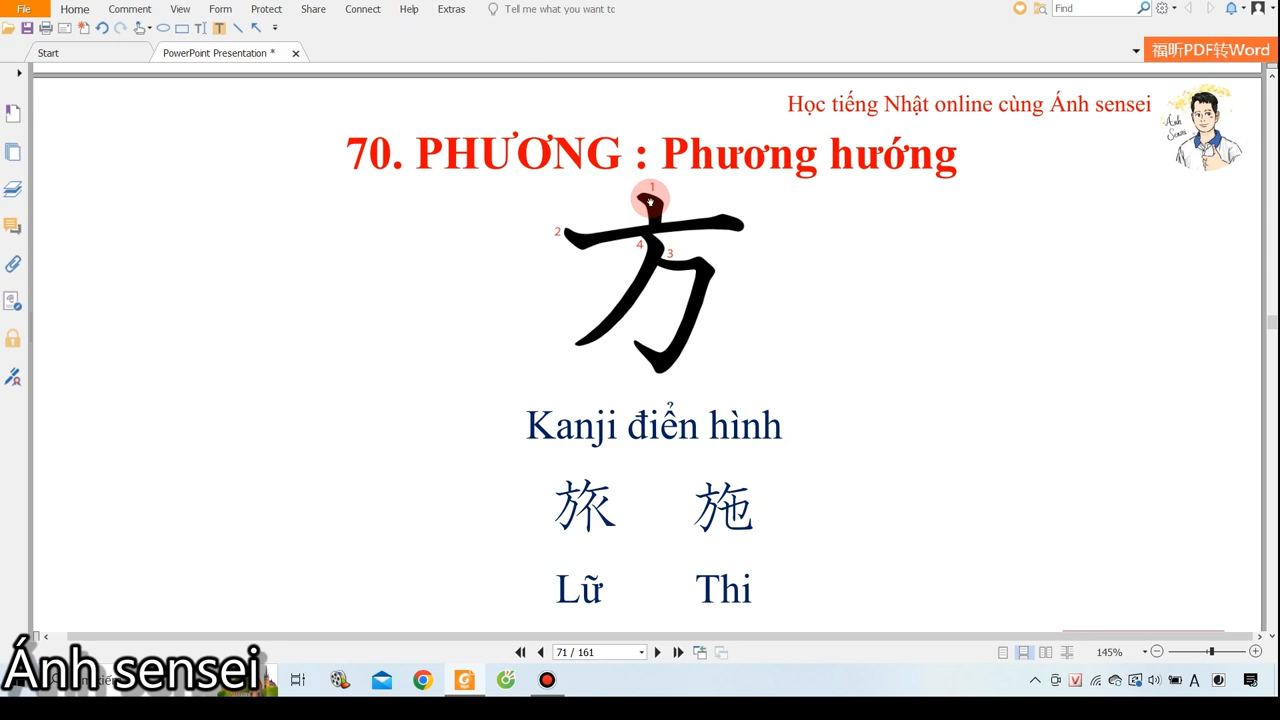 File Home Comment View Form Protect Share Connect Help Extras Tell me what you want to Find
Start PowerPoint Presentation * 福昕PDF转Word
Học tiếng Nhật online cùng Ánh sensei
Ánh Sensei
70. PHƯƠNG : Phương hướng
1
2
4 3
方
Kanji điển hình
旅 施
Lữ Thi
71 / 161 145%
Ánh sensei